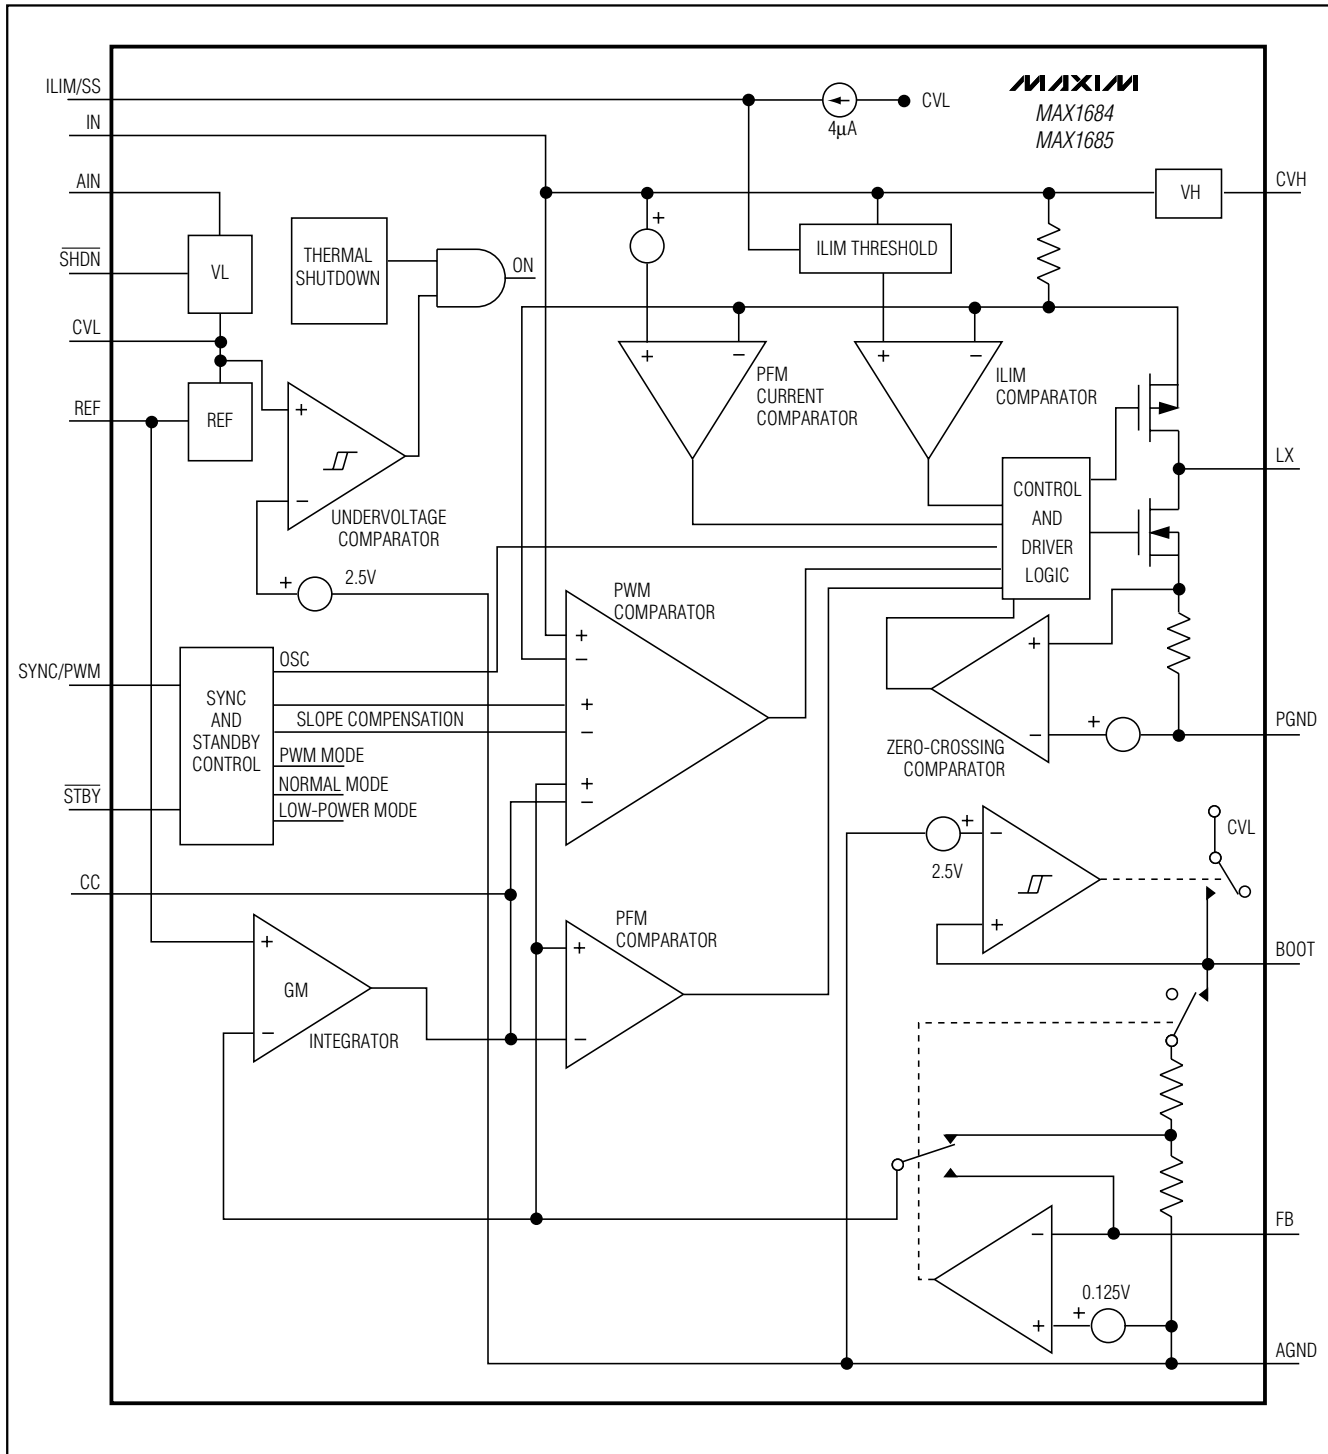 ILIM/SS
CVL
MAXIM
MAX1684
MAX1685
4µA
IN
AIN
VH
CVH
+
THERMAL
SHUTDOWN
ON
ILIM THRESHOLD
SHDN
VL
CVL
+
−
+
−
PFM
CURRENT
COMPARATOR
ILIM
COMPARATOR
REF
REF
+
−
UNDERVOLTAGE
COMPARATOR
LX
CONTROL
AND
DRIVER
LOGIC
+
2.5V
PWM
COMPARATOR
+
−
+
−
+
−
SYNC/PWM
OSC
SYNC
AND
STANDBY
CONTROL
SLOPE COMPENSATION
PWM MODE
NORMAL MODE
LOW-POWER MODE
STBY
+
−
+
ZERO-CROSSING
COMPARATOR
PGND
CVL
+
−
2.5V
+
CC
PFM
COMPARATOR
BOOT
+
GM
−
INTEGRATOR
+
−
FB
−
0.125V
+
+
AGND